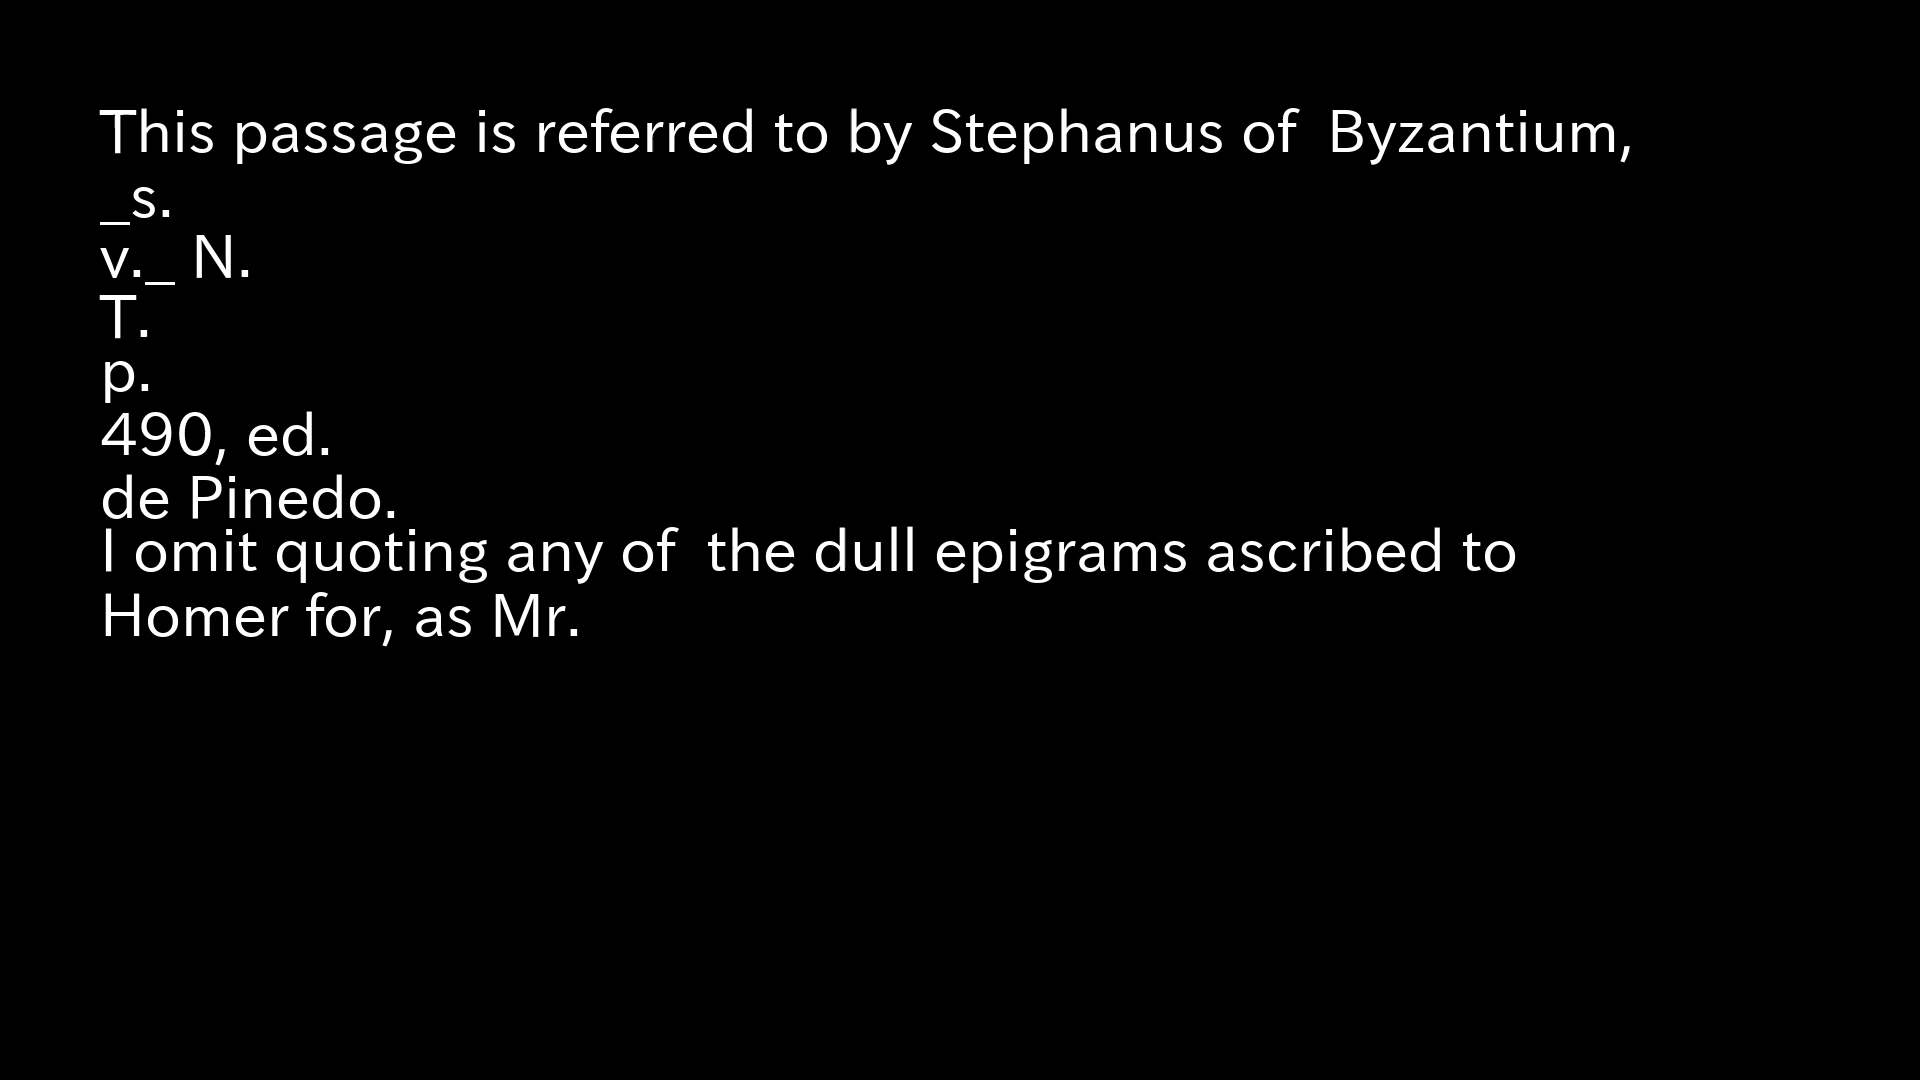 This passage is referred to by Stephanus of Byzantium,
_s.
v._ N.
T.
p.
490, ed.
de Pinedo.
I omit quoting any of the dull epigrams ascribed to
Homer for, as Mr.